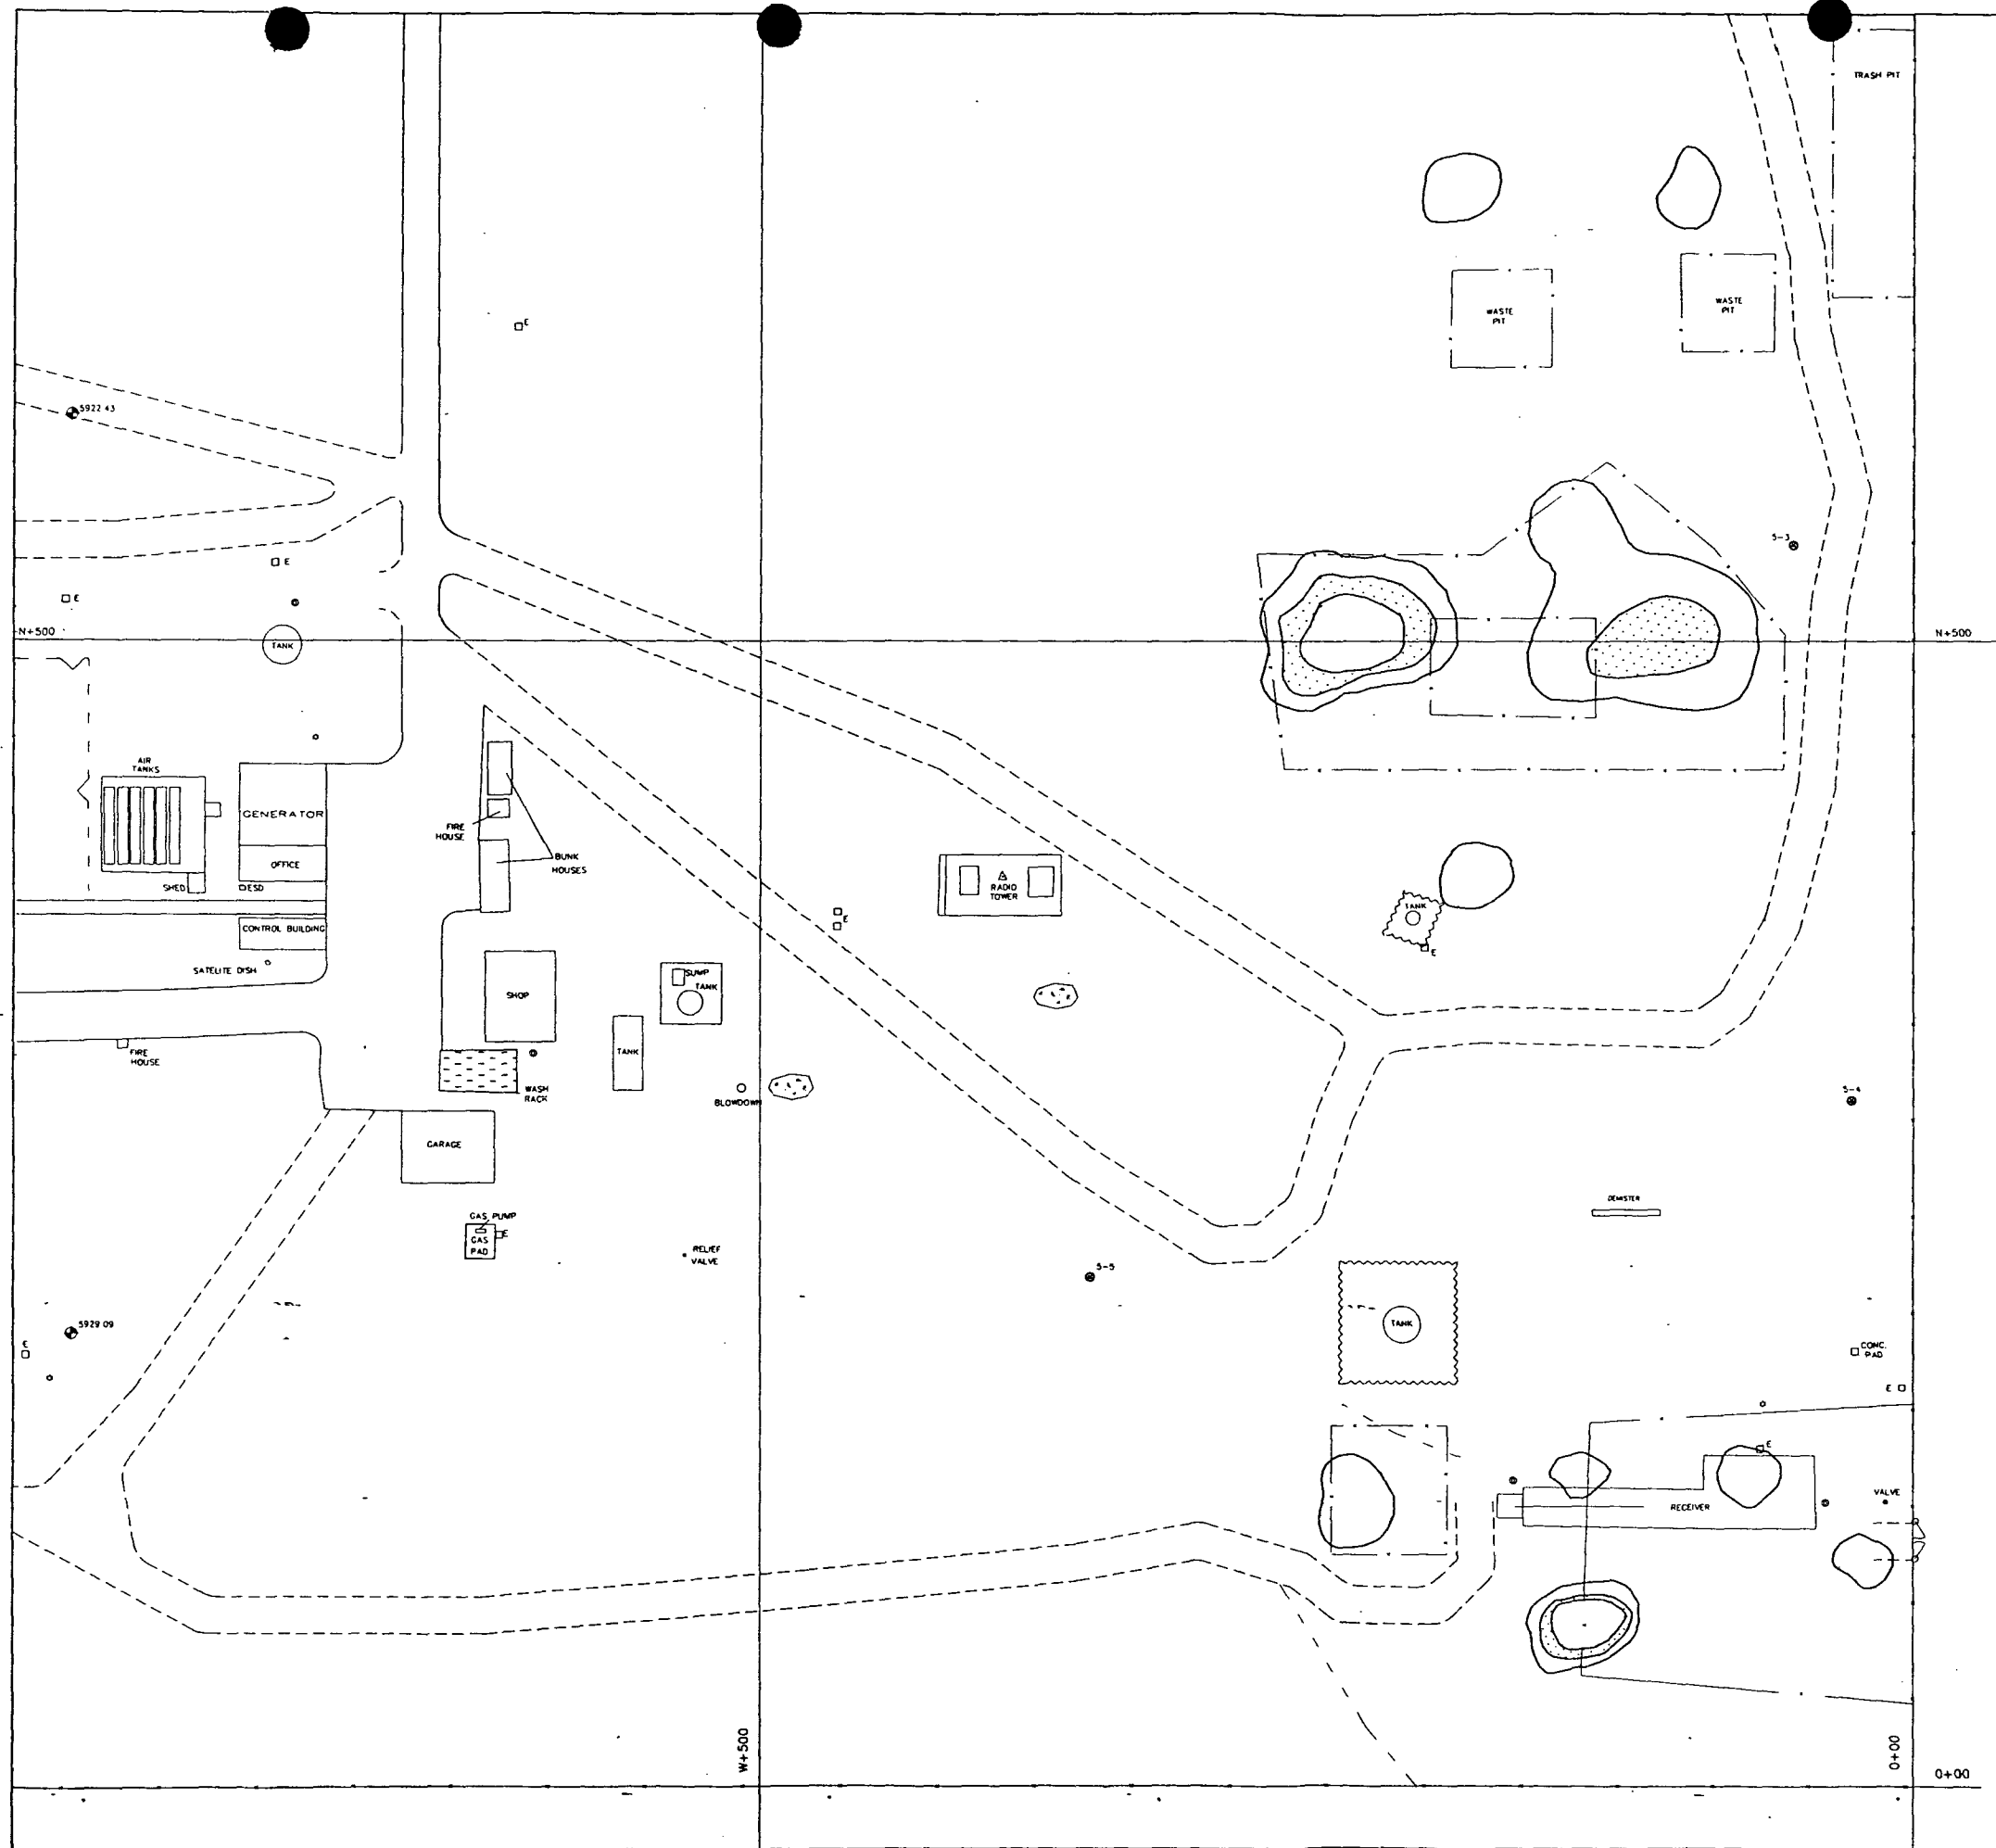 TRASH PIT
WASTE
PIT
WASTE
PIT
E
5922.43
S-3
E
E
N+500
N+500
TANK
AIR
TANKS
GENERATOR
FIRE
HOUSE
BUNK
HOUSES
OFFICE
SHED
ESD
RADIO
TOWER
TANK
E
E
CONTROL BUILDING
SATELITE DISH
SHOP
SUMP
TANK
TANK
FIRE
HOUSE
WASH
RACK
BLOWDOWN
S-4
GARAGE
DEMISTER
GAS PUMP
GAS
PAD
E
RELIEF
VALVE
S-5
5929.09
TANK
E
CONC.
PAD
E
E
RECEIVER
VALVE
W+500
0+00
0+00